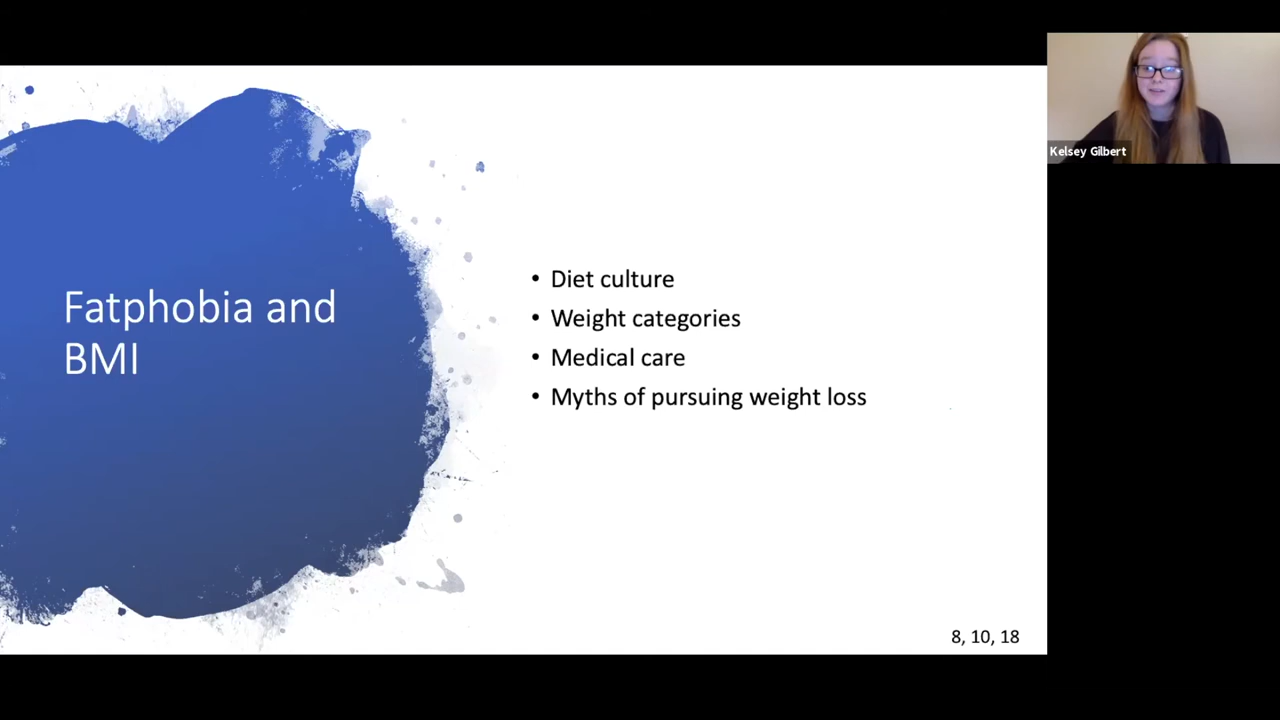 Fatphobia and
BMI
• Diet culture
• Weight categories
• Medical care
• Myths of pursuing weight loss
8, 10, 18
Kelsey Gilbert